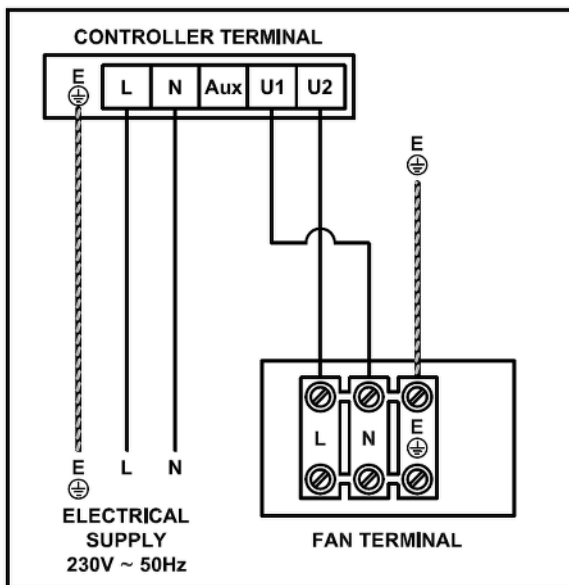 CONTROLLER TERMINAL
E
L N Aux U1 U2
E
L N E
E L N
ELECTRICAL
SUPPLY
230V ~ 50Hz
FAN TERMINAL